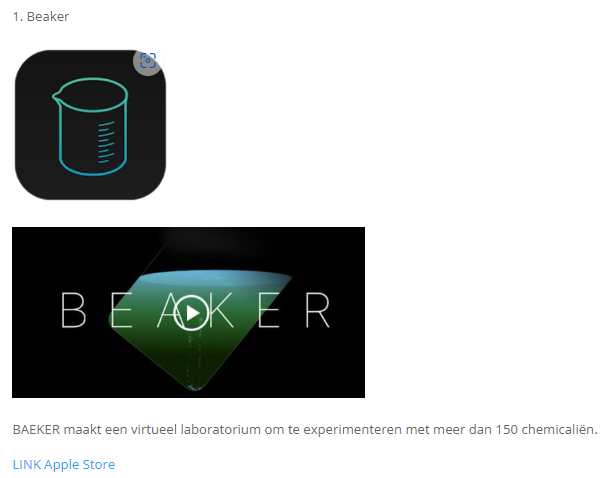 1. Beaker
BEAKER
BAEKER maakt een virtueel laboratorium om te experimenteren met meer dan 150 chemicaliën.
LINK Apple Store